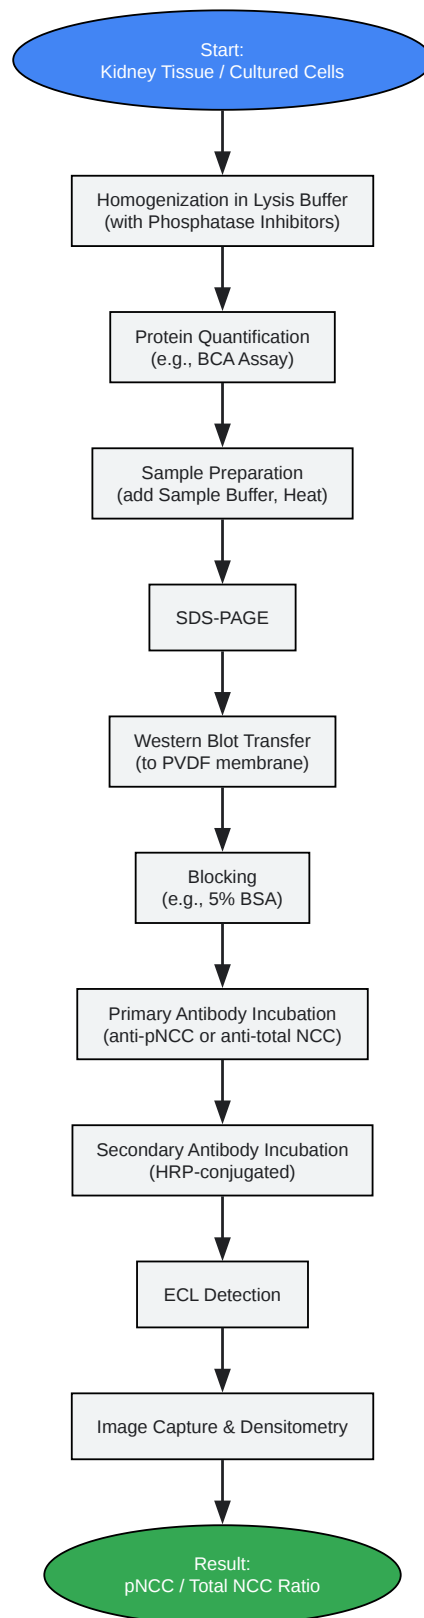 Start:
Kidney Tissue / Cultured Cells
Homogenization in Lysis Buffer
(with Phosphatase Inhibitors)
Protein Quantification
(e.g., BCA Assay)
Sample Preparation
(add Sample Buffer, Heat)
SDS-PAGE
Western Blot Transfer
(to PVDF membrane)
Blocking
(e.g., 5% BSA)
Primary Antibody Incubation
(anti-pNCC or anti-total NCC)
Secondary Antibody Incubation
(HRP-conjugated)
ECL Detection
Image Capture & Densitometry
Result:
pNCC / Total NCC Ratio